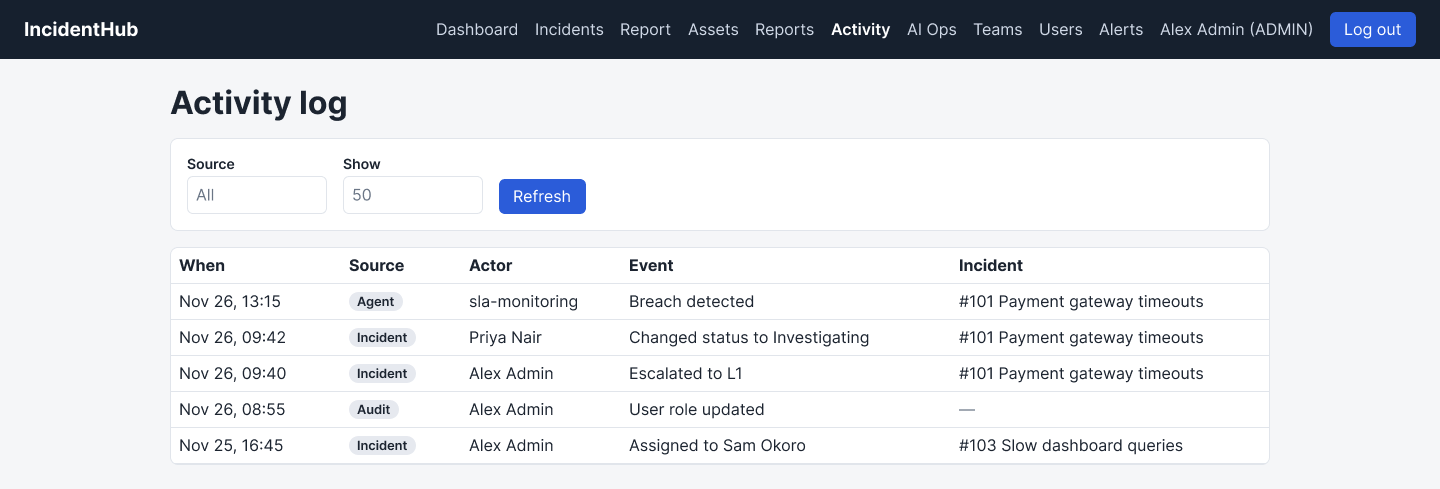 IncidentHub Dashboard Incidents Report Assets Reports Activity AI Ops Teams Users Alerts Alex Admin (ADMIN) Log out
Activity log
Source Show
All 50 Refresh
When Source Actor Event Incident
Nov 26, 13:15 Agent sla-monitoring Breach detected #101 Payment gateway timeouts
Nov 26, 09:42 Incident Priya Nair Changed status to Investigating #101 Payment gateway timeouts
Nov 26, 09:40 Incident Alex Admin Escalated to L1 #101 Payment gateway timeouts
Nov 26, 08:55 Audit Alex Admin User role updated —
Nov 25, 16:45 Incident Alex Admin Assigned to Sam Okoro #103 Slow dashboard queries